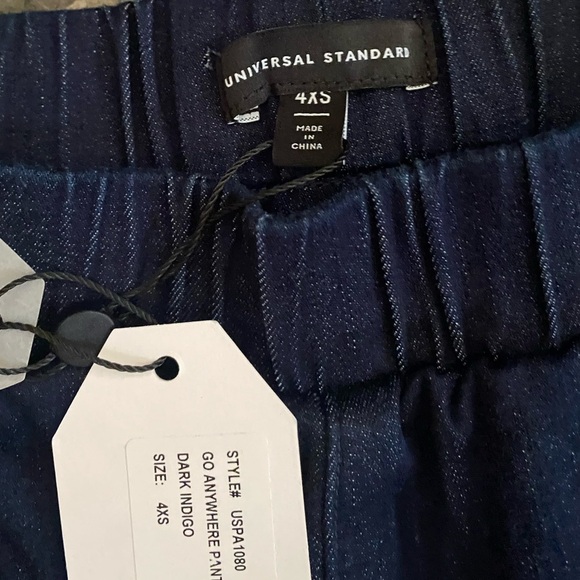 UNIVERSAL STANDARD
4XS
MADE
IN
CHINA
STYLE# USPA1080
GO ANYWHERE PANT
DARK INDIGO
SIZE: 4XS